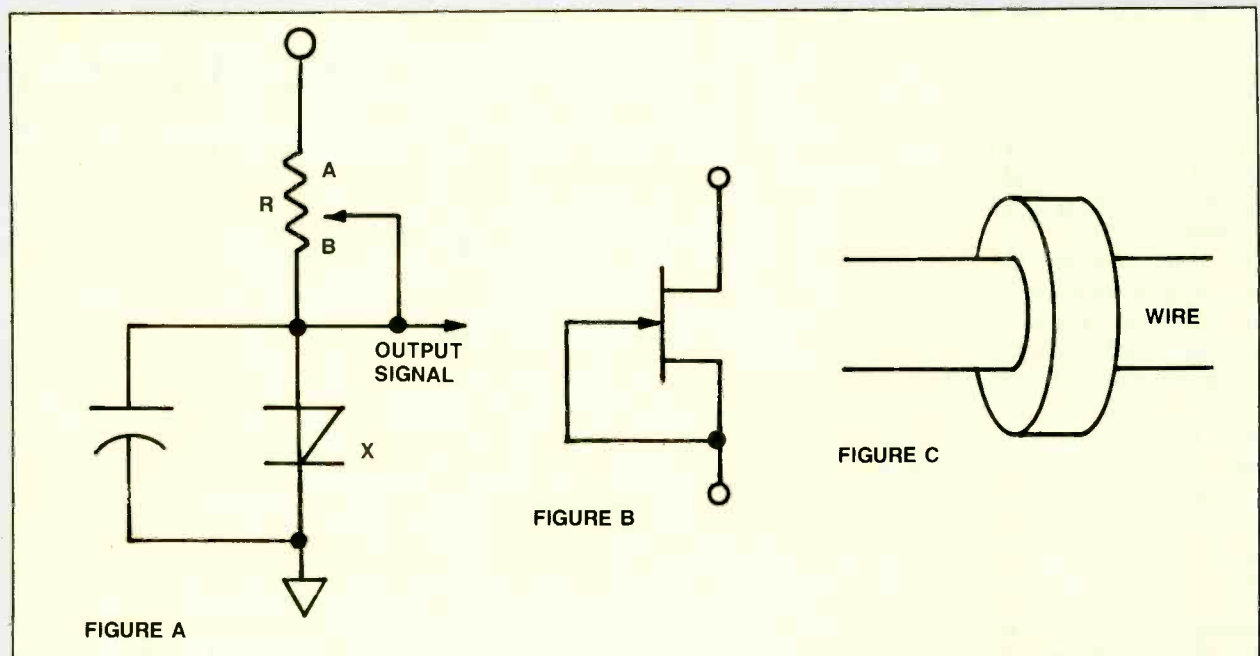 A
R
B
OUTPUT
SIGNAL
X
FIGURE A
FIGURE B
WIRE
FIGURE C